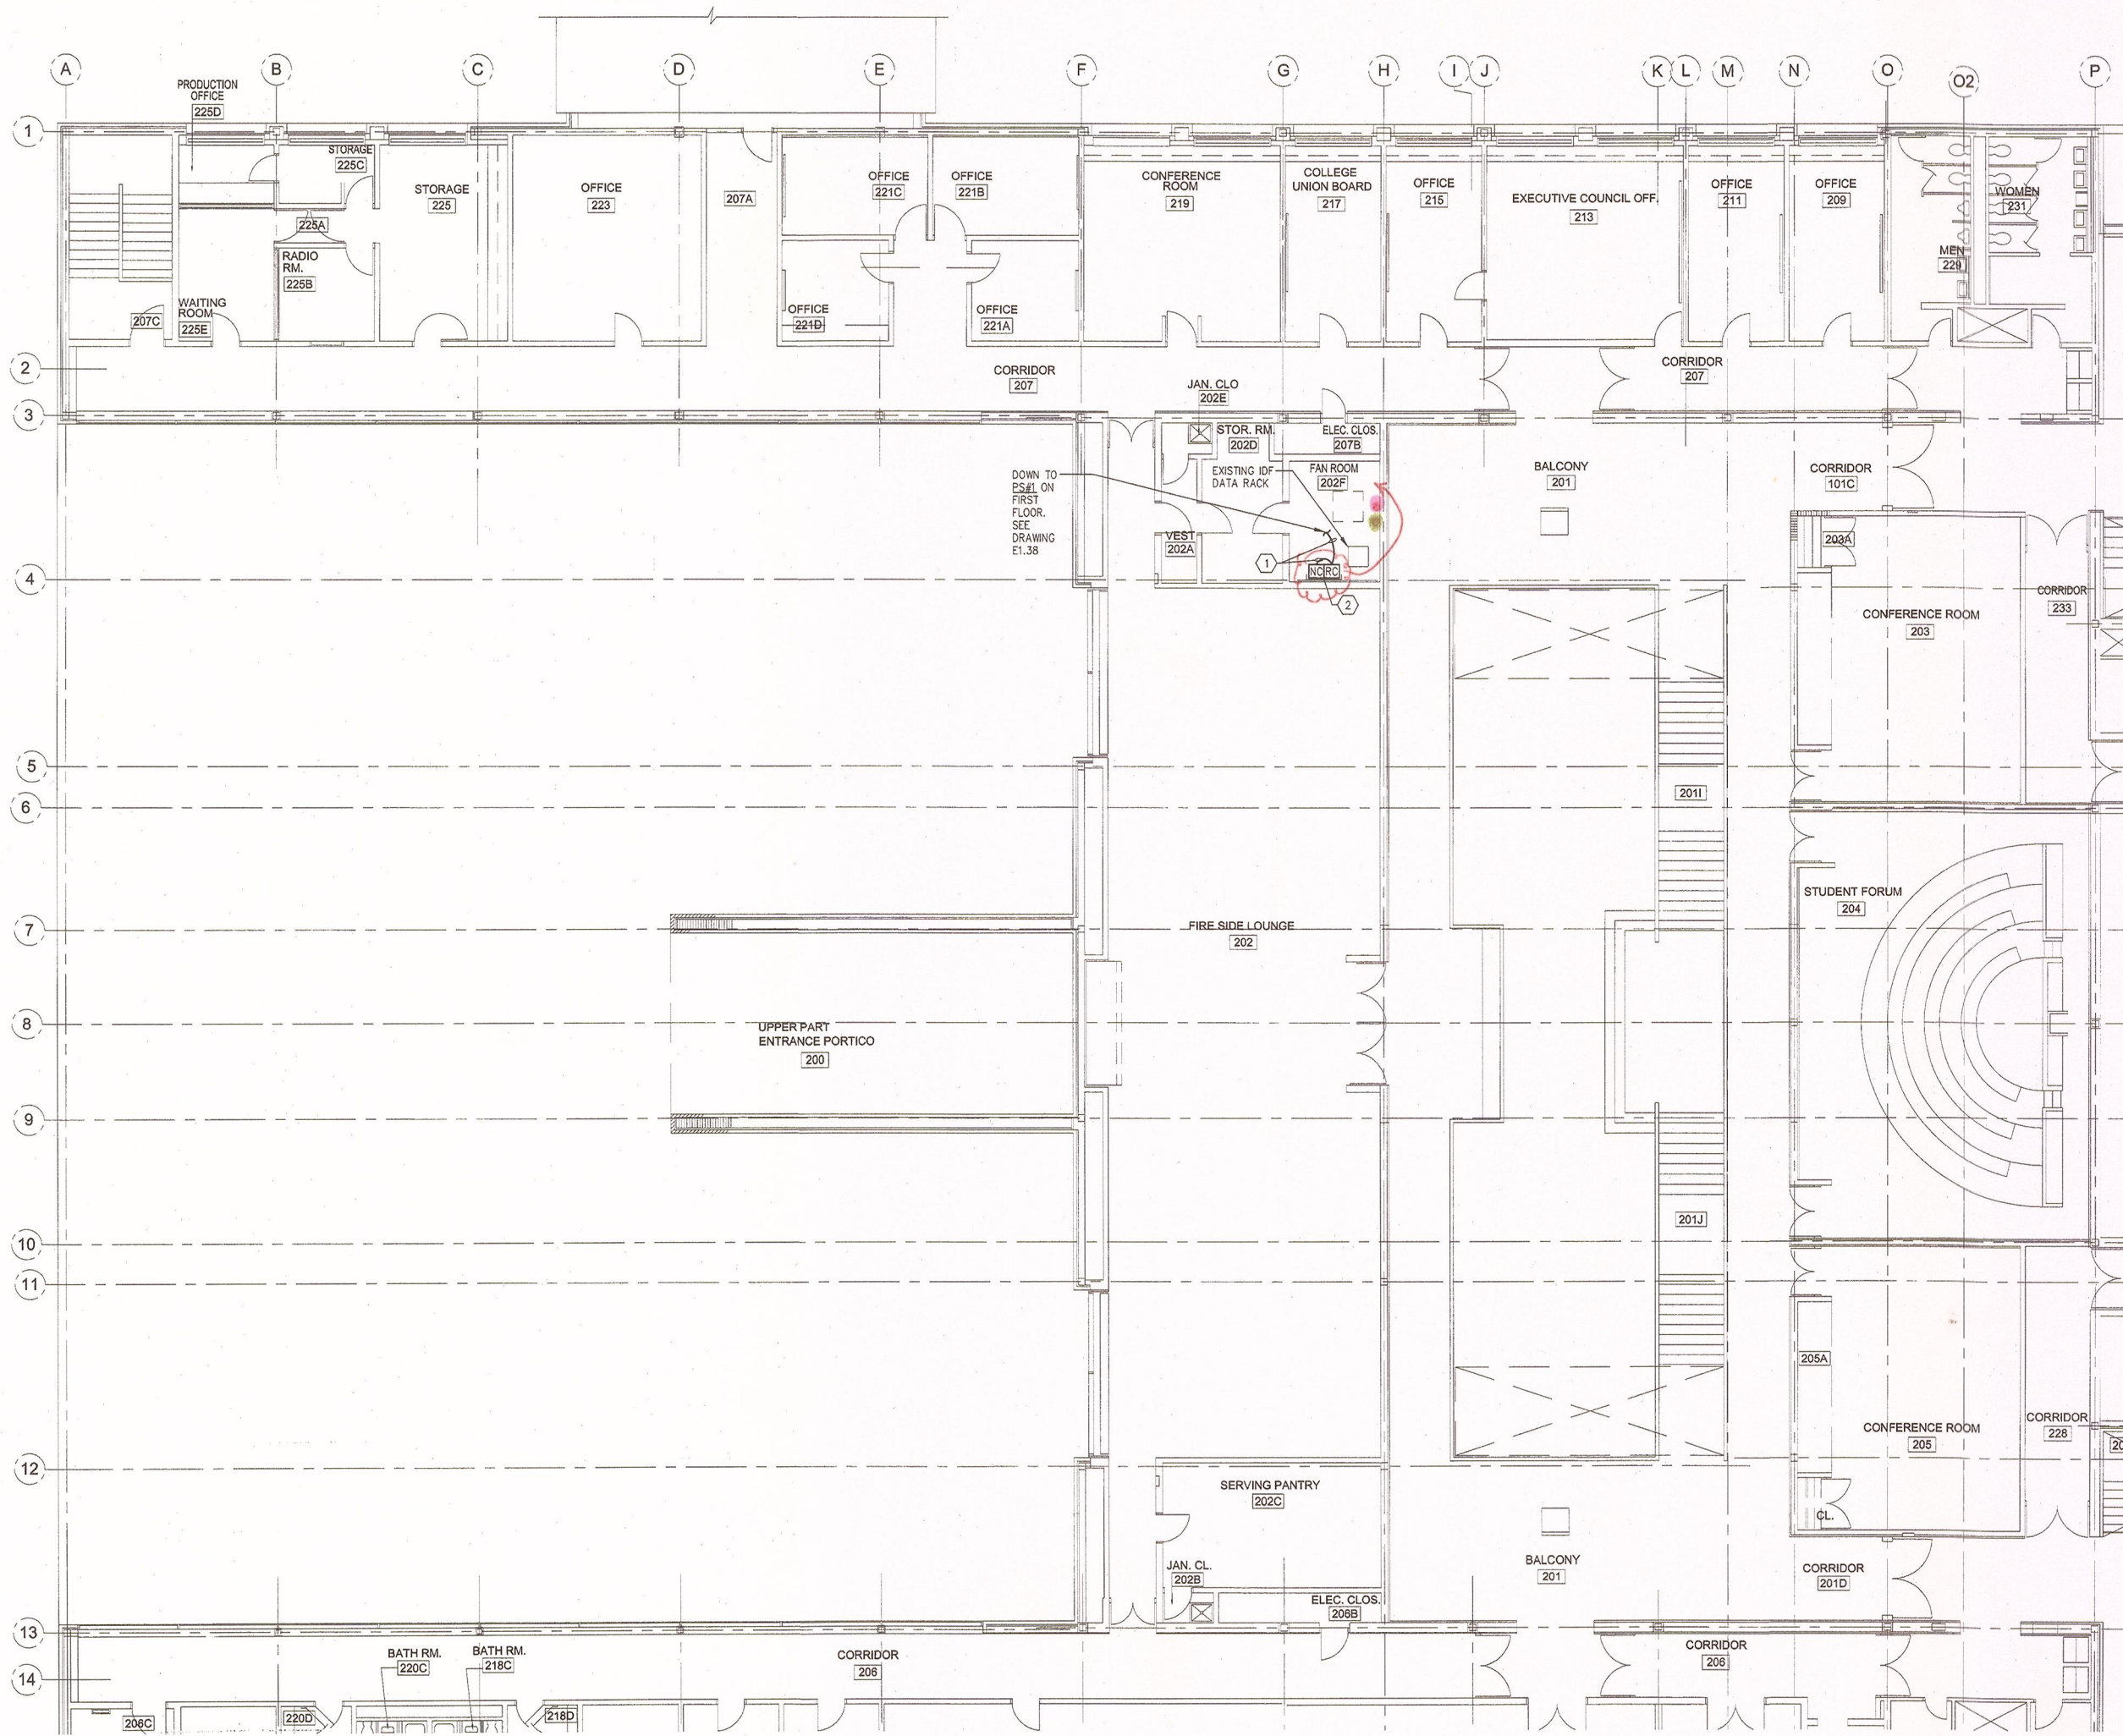 A B C D E F G H I J K L M N O O2 P
PRODUCTION
OFFICE
225D
1
STORAGE
225C
STORAGE
225
OFFICE
223
207A
OFFICE
221C
OFFICE
221B
CONFERENCE
ROOM
219
COLLEGE
UNION BOARD
217
OFFICE
215
EXECUTIVE COUNCIL OFF.
213
OFFICE
211
OFFICE
209
WOMEN
231
MEN
229
225A
RADIO
RM.
225B
WAITING
ROOM
225E
207C
OFFICE
221D
OFFICE
221A
2
CORRIDOR
207
CORRIDOR
207
JAN. CLO
202E
3
STOR. RM.
202D
ELEC. CLOS.
207B
EXISTING IDF
DATA RACK
FAN ROOM
202F
DOWN TO
PS#1 ON
FIRST
FLOOR.
SEE
DRAWING
E1.38
BALCONY
201
CORRIDOR
101C
VEST
202A
203A
1
NC RC
2
4
CONFERENCE ROOM
203
CORRIDOR
233
5
201I
6
STUDENT FORUM
204
7
FIRE SIDE LOUNGE
202
8
UPPER PART
ENTRANCE PORTICO
200
9
201J
10
11
205A
CONFERENCE ROOM
205
CORRIDOR
228
12
SERVING PANTRY
202C
CL.
JAN. CL.
202B
BALCONY
201
CORRIDOR
201D
ELEC. CLOS.
206B
13
BATH RM.
220C
BATH RM.
218C
CORRIDOR
206
CORRIDOR
206
14
208C
220D
218D